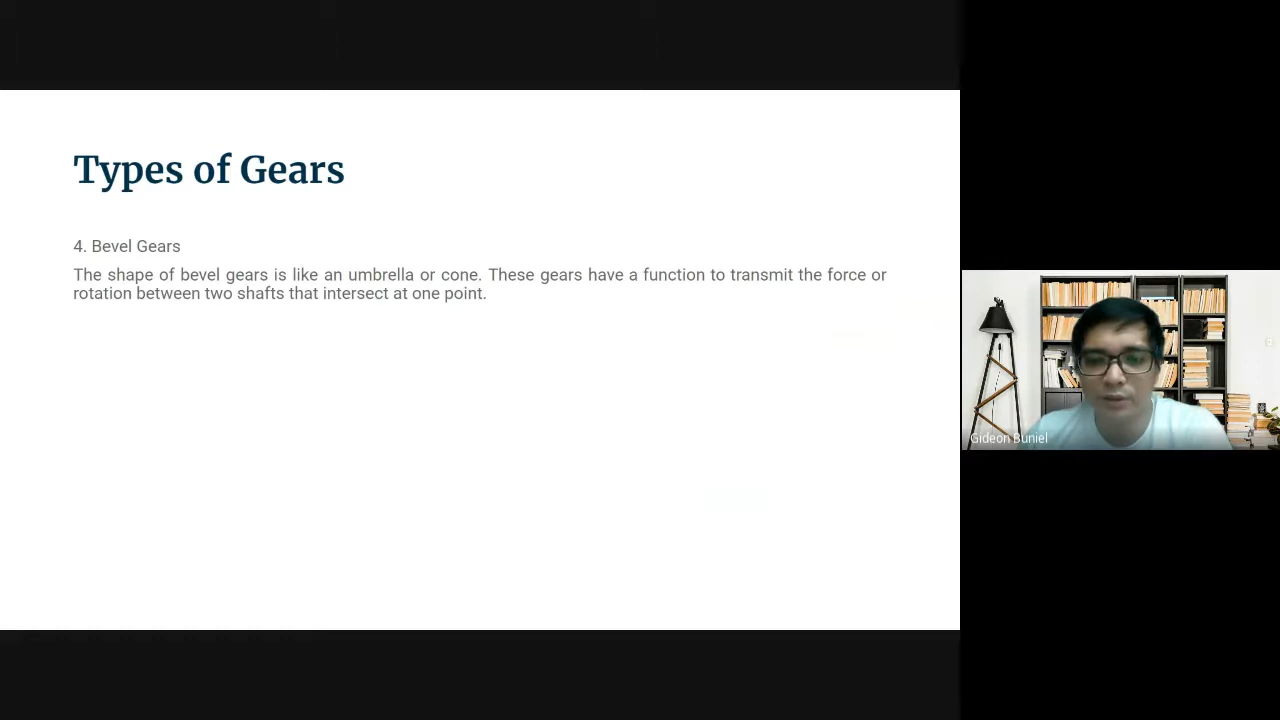 Types of Gears
4. Bevel Gears
The shape of bevel gears is like an umbrella or cone. These gears have a function to transmit the force or
rotation between two shafts that intersect at one point.
Gideon Buniel